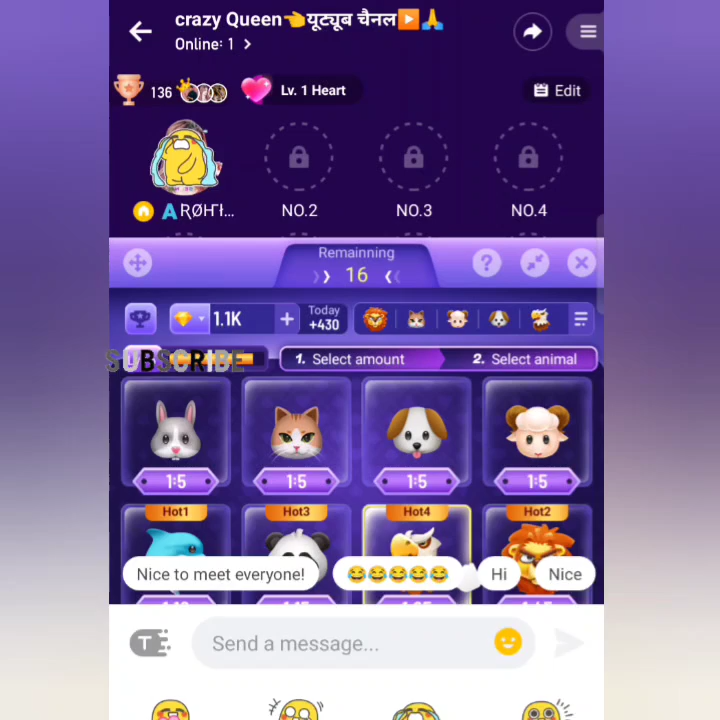 crazy Queen👈यूट्यूब चैनल▶️🙏
Online: 1 >
136
Lv. 1 Heart
Edit
ARØҤł...
NO.2
NO.3
NO.4
Remainning
16
1.1K
Today
+430
SUBSCRIBE
1. Select amount
2. Select animal
1:5
1:5
1:5
1:5
Hot1
Hot3
Hot4
Hot2
Nice to meet everyone!
😂😂😂😂😂
Hi
Nice
T
Send a message...